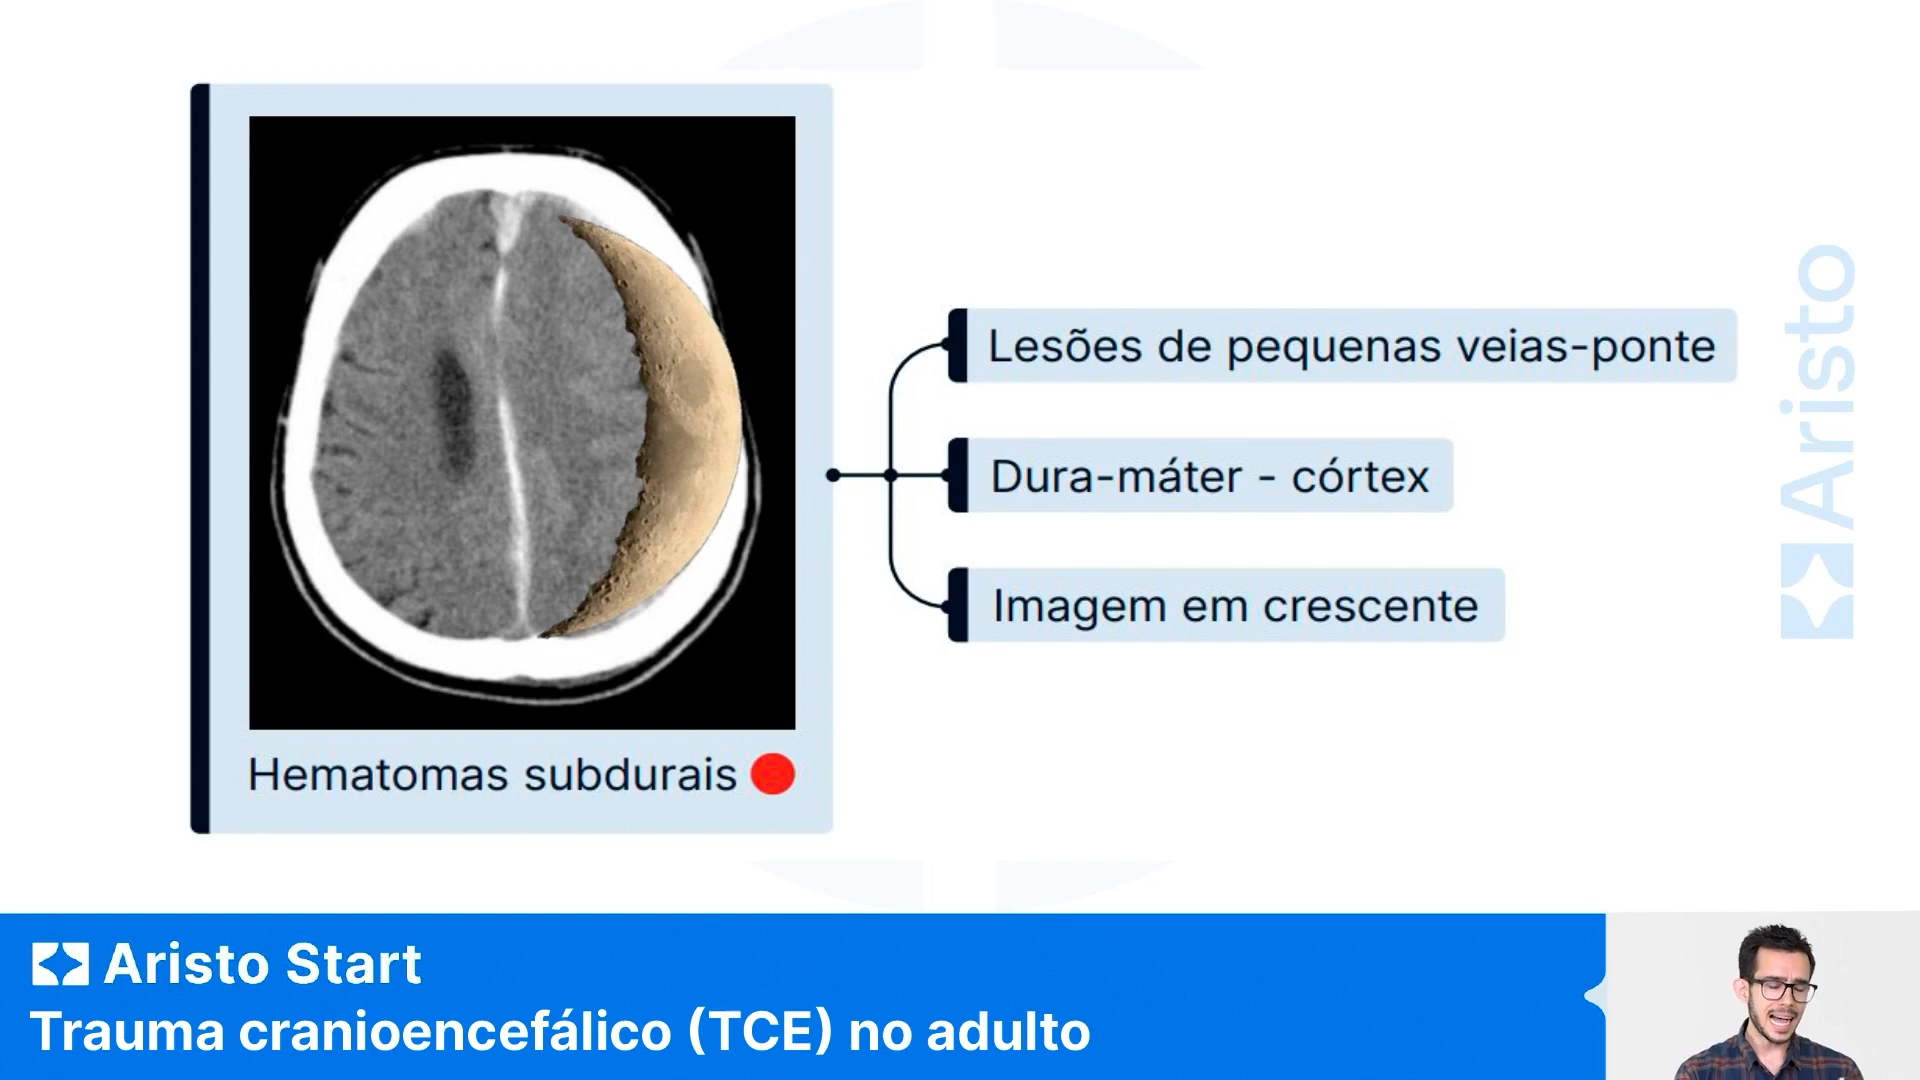 Lesões de pequenas veias-ponte
Dura-máter - córtex
Imagem em crescente
Hematomas subdurais
Aristo
Aristo Start
Trauma cranioencefálico (TCE) no adulto